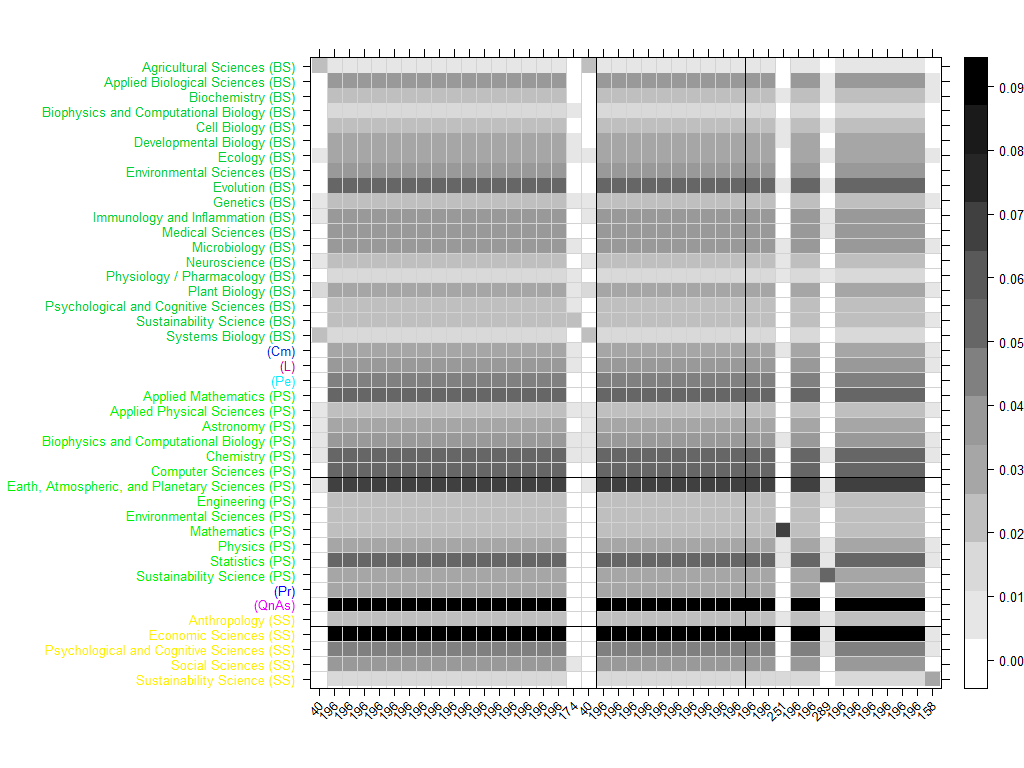 Agricultural Sciences (BS)
Applied Biological Sciences (BS)
Biochemistry (BS)
Biophysics and Computational Biology (BS)
Cell Biology (BS)
Developmental Biology (BS)
Ecology (BS)
Environmental Sciences (BS)
Evolution (BS)
Genetics (BS)
Immunology and Inflammation (BS)
Medical Sciences (BS)
Microbiology (BS)
Neuroscience (BS)
Physiology / Pharmacology (BS)
Plant Biology (BS)
Psychological and Cognitive Sciences (BS)
Sustainability Science (BS)
Systems Biology (BS)
(Cm)
(L)
(Pe)
Applied Mathematics (PS)
Applied Physical Sciences (PS)
Astronomy (PS)
Biophysics and Computational Biology (PS)
Chemistry (PS)
Computer Sciences (PS)
Earth, Atmospheric, and Planetary Sciences (PS)
Engineering (PS)
Environmental Sciences (PS)
Mathematics (PS)
Physics (PS)
Statistics (PS)
Sustainability Science (PS)
(Pr)
(QnAs)
Anthropology (SS)
Economic Sciences (SS)
Psychological and Cognitive Sciences (SS)
Social Sciences (SS)
Sustainability Science (SS)
40 196 196 196 196 196 196 196 196 196 196 196 196 196 196 196 196 174 40 196 196 196 196 196 196 196 196 196 196 196 196 251 196 196 289 196 196 196 196 196 196 158
0.09
0.08
0.07
0.06
0.05
0.04
0.03
0.02
0.01
0.00